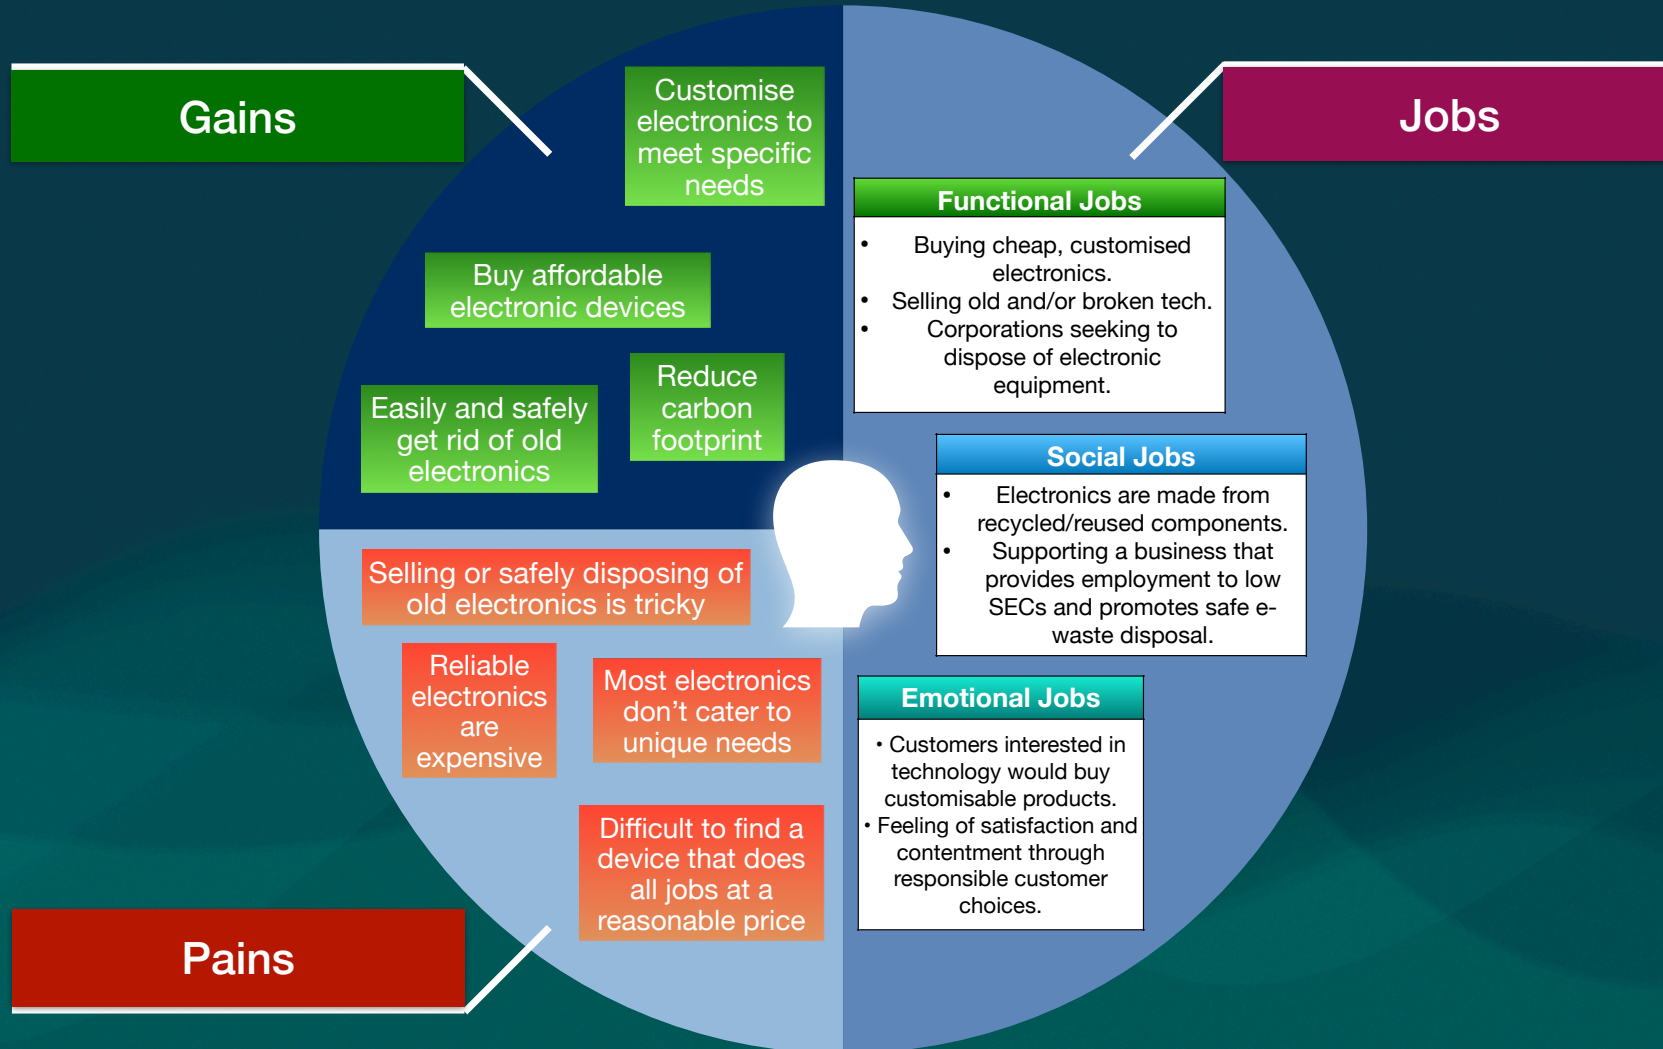 Gains
Customise
electronics to
meet specific
needs
Buy affordable
electronic devices
Reduce
carbon
footprint
Easily and safely
get rid of old
electronics
Jobs
Functional Jobs
• Buying cheap, customised
electronics.
• Selling old and/or broken tech.
• Corporations seeking to
dispose of electronic
equipment.
Social Jobs
• Electronics are made from
recycled/reused components.
• Supporting a business that
provides employment to low
SECs and promotes safe e-
waste disposal.
Emotional Jobs
• Customers interested in
technology would buy
customisable products.
• Feeling of satisfaction and
contentment through
responsible customer
choices.
Selling or safely disposing of
old electronics is tricky
Reliable
electronics
are
expensive
Most electronics
don’t cater to
unique needs
Difficult to find a
device that does
all jobs at a
reasonable price
Pains